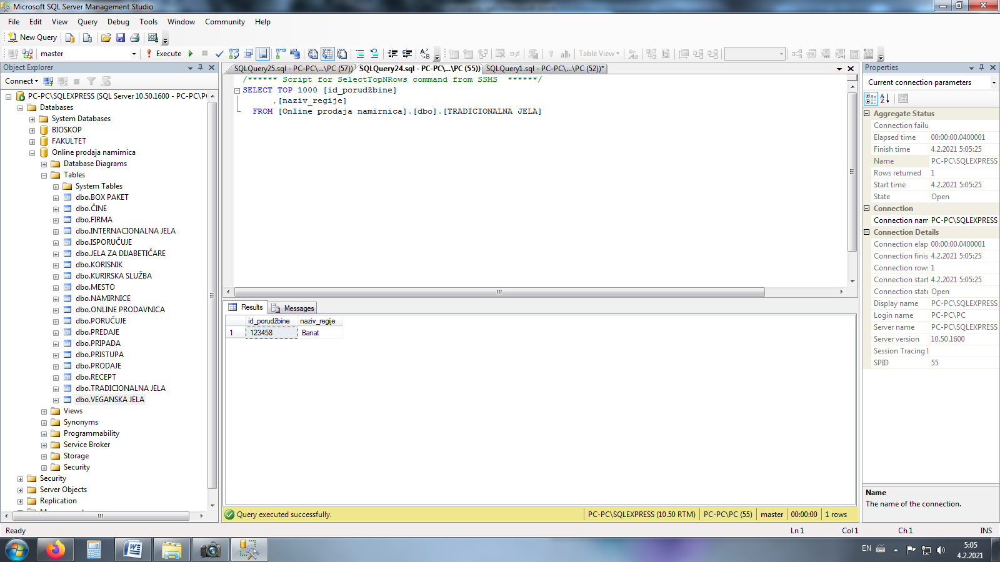 Microsoft SQL Server Management Studio
File Edit View Query Debug Tools Window Community Help
New Query
master Execute Table View
Object Explorer
Connect
PC-PC\SQLEXPRESS (SQL Server 10.50.1600 - PC-PC\P
Databases
System Databases
BIOSKOP
FAKULTET
Online prodaja namirnica
Database Diagrams
Tables
System Tables
dbo.BOX PAKET
dbo.ČINE
dbo.FIRMA
dbo.INTERNACIONALNA JELA
dbo.ISPORUČUJE
dbo.JELA ZA DIJABETIČARE
dbo.KORISNIK
dbo.KURIRSKA SLUŽBA
dbo.MESTO
dbo.NAMIRNICE
dbo.ONLINE PRODAVNICA
dbo.PORUČUJE
dbo.PREDAJE
dbo.PRIPADA
dbo.PRISTUPA
dbo.PRODAJE
dbo.RECEPT
dbo.TRADICIONALNA JELA
dbo.VEGANSKA JELA
Views
Synonyms
Programmability
Service Broker
Storage
Security
Security
Server Objects
Replication
SQLQuery25.sql - PC-PC\...\PC (57)) SQLQuery24.sql - PC-PC\...\PC (55)) SQLQuery1.sql - PC-PC\...\PC (52))*
/****** Script for SelectTopNRows command from SSMS  ******/
SELECT TOP 1000 [id_porudžbine]
,[naziv_regije]
FROM [Online prodaja namirnica].[dbo].[TRADICIONALNA JELA]
Results Messages
id_porudžbine naziv_regije
1 123458 Banat
Query executed successfully. PC-PC\SQLEXPRESS (10.50 RTM) PC-PC\PC (55) master 00:00:00 1 rows
Properties
Current connection parameters
Aggregate Status
Connection failu
Elapsed time 00:00:00.0400001
Finish time 4.2.2021 5:05:25
Name PC-PC\SQLEXPRESS
Rows returned 1
Start time 4.2.2021 5:05:25
State Open
Connection
Connection nam PC-PC\SQLEXPRESS
Connection Details
Connection elap 00:00:00.0400001
Connection finis 4.2.2021 5:05:25
Connection rows 1
Connection start 4.2.2021 5:05:25
Connection state Open
Display name PC-PC\SQLEXPRESS
Login name PC-PC\PC
Server name PC-PC\SQLEXPRESS
Server version 10.50.1600
Session Tracing I
SPID 55
Name
The name of the connection.
Ready Ln 1 Col 1 Ch 1 INS
EN 5:05
4.2.2021